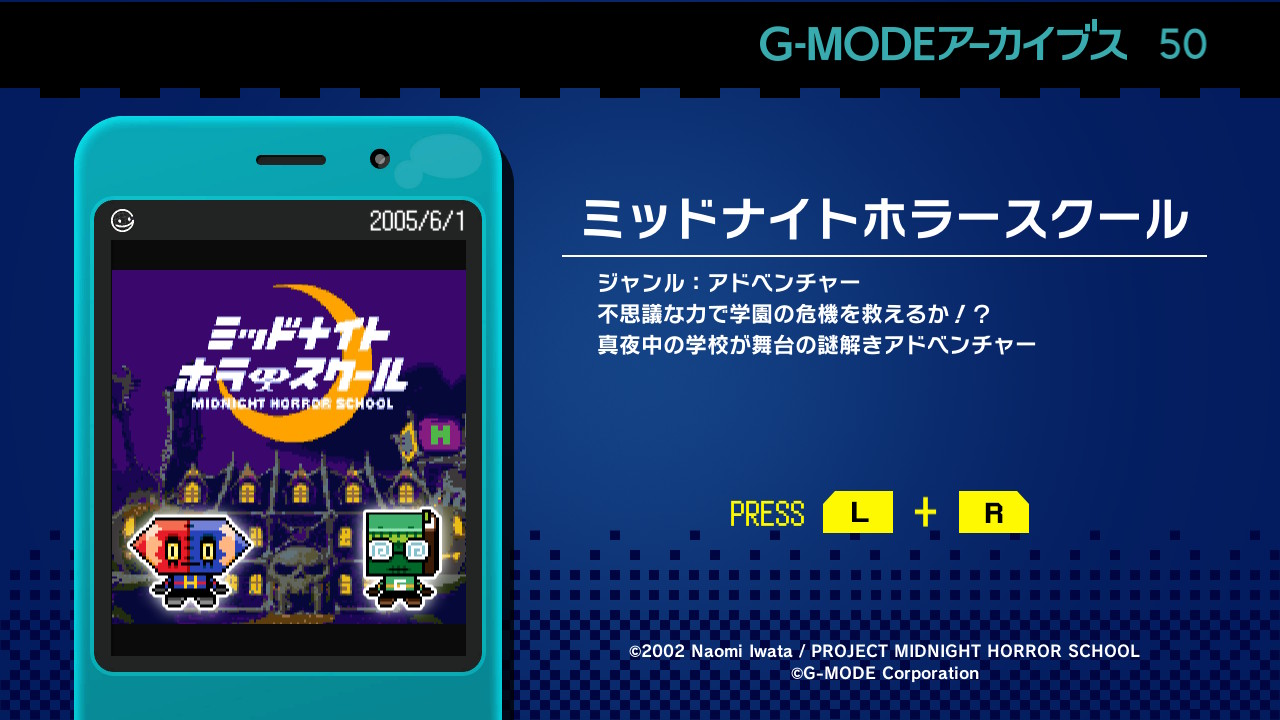 G-MODEアーカイブス 50
2005/6/1
ミッドナイト
ホラースクール
MIDNIGHT HORROR SCHOOL
H
H
G
ミッドナイトホラースクール
ジャンル：アドベンチャー
不思議な力で学園の危機を救えるか！？
真夜中の学校が舞台の謎解きアドベンチャー
PRESS L + R
©2002 Naomi Iwata / PROJECT MIDNIGHT HORROR SCHOOL
©G-MODE Corporation